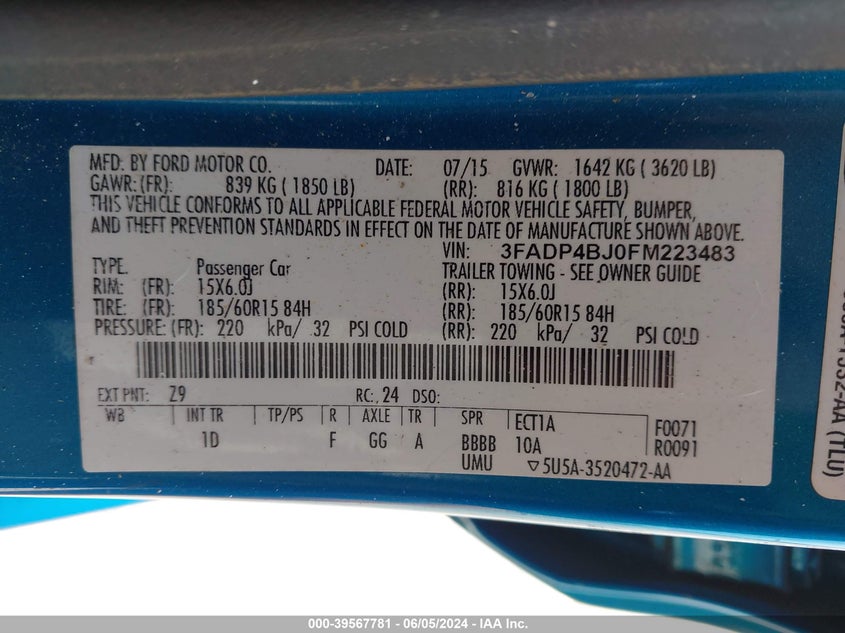 MFD. BY FORD MOTOR CO. DATE: 07/15 GVWR: 1642 KG ( 3620 LB)
GAWR: (FR): 839 KG ( 1850 LB) (RR): 816 KG ( 1800 LB)
THIS VEHICLE CONFORMS TO ALL APPLICABLE FEDERAL MOTOR VEHICLE SAFETY, BUMPER,
AND THEFT PREVENTION STANDARDS IN EFFECT ON THE DATE OF MANUFACTURE SHOWN ABOVE.
VIN: 3FADP4BJ0FM223483
TYPE: Passenger Car TRAILER TOWING - SEE OWNER GUIDE
RIM: (FR): 15X6.0J (RR): 15X6.0J
TIRE: (FR): 185/60R15 84H (RR): 185/60R15 84H
PRESSURE: (FR): 220 kPa/ 32 PSI COLD (RR): 220 kPa/ 32 PSI COLD
EXT PNT: Z9 RC: 24 DSO:
WB INT TR TP/PS R AXLE TR SPR ECT1A F0071
1D F GG A BBBB 10A R0091
UMU ▽5U5A-3520472-AA
000-39567781 - 06/05/2024 - IAA Inc.